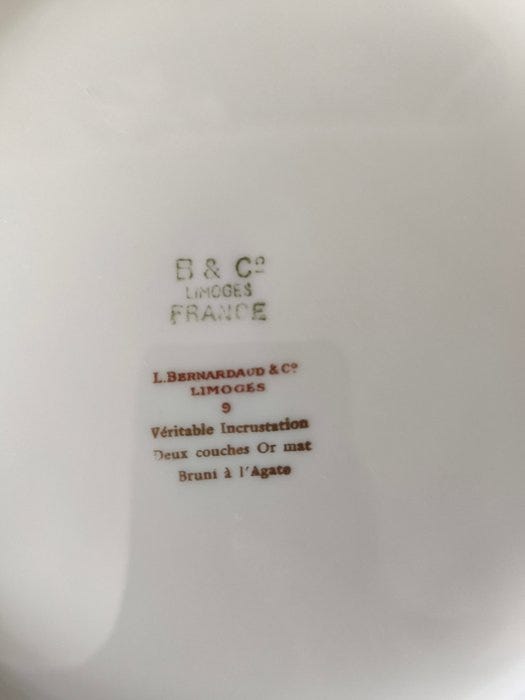 B & Cº
LIMOGES
FRANCE
L. BERNARDAUD & Cº
LIMOGES
9
Véritable Incrustation
Deux couches Or mat
Bruni à l'Agate